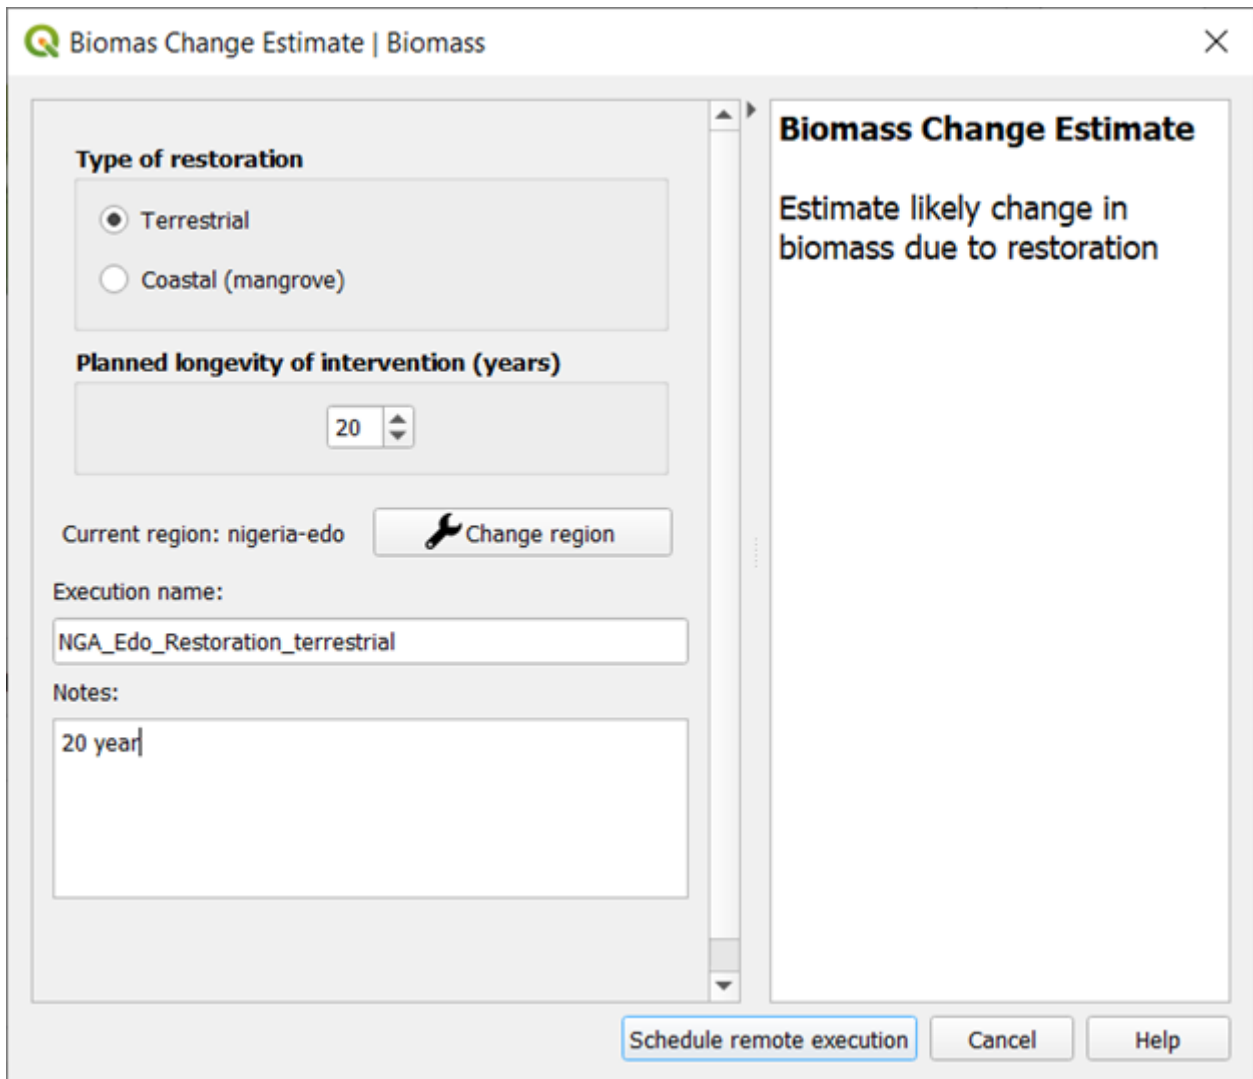 Biomas Change Estimate | Biomass
Type of restoration
Terrestrial
Coastal (mangrove)
Planned longevity of intervention (years)
20
Current region: nigeria-edo
Change region
Execution name:
NGA_Edo_Restoration_terrestrial
Notes:
20 year
Biomass Change Estimate
Estimate likely change in
biomass due to restoration
Schedule remote execution
Cancel
Help